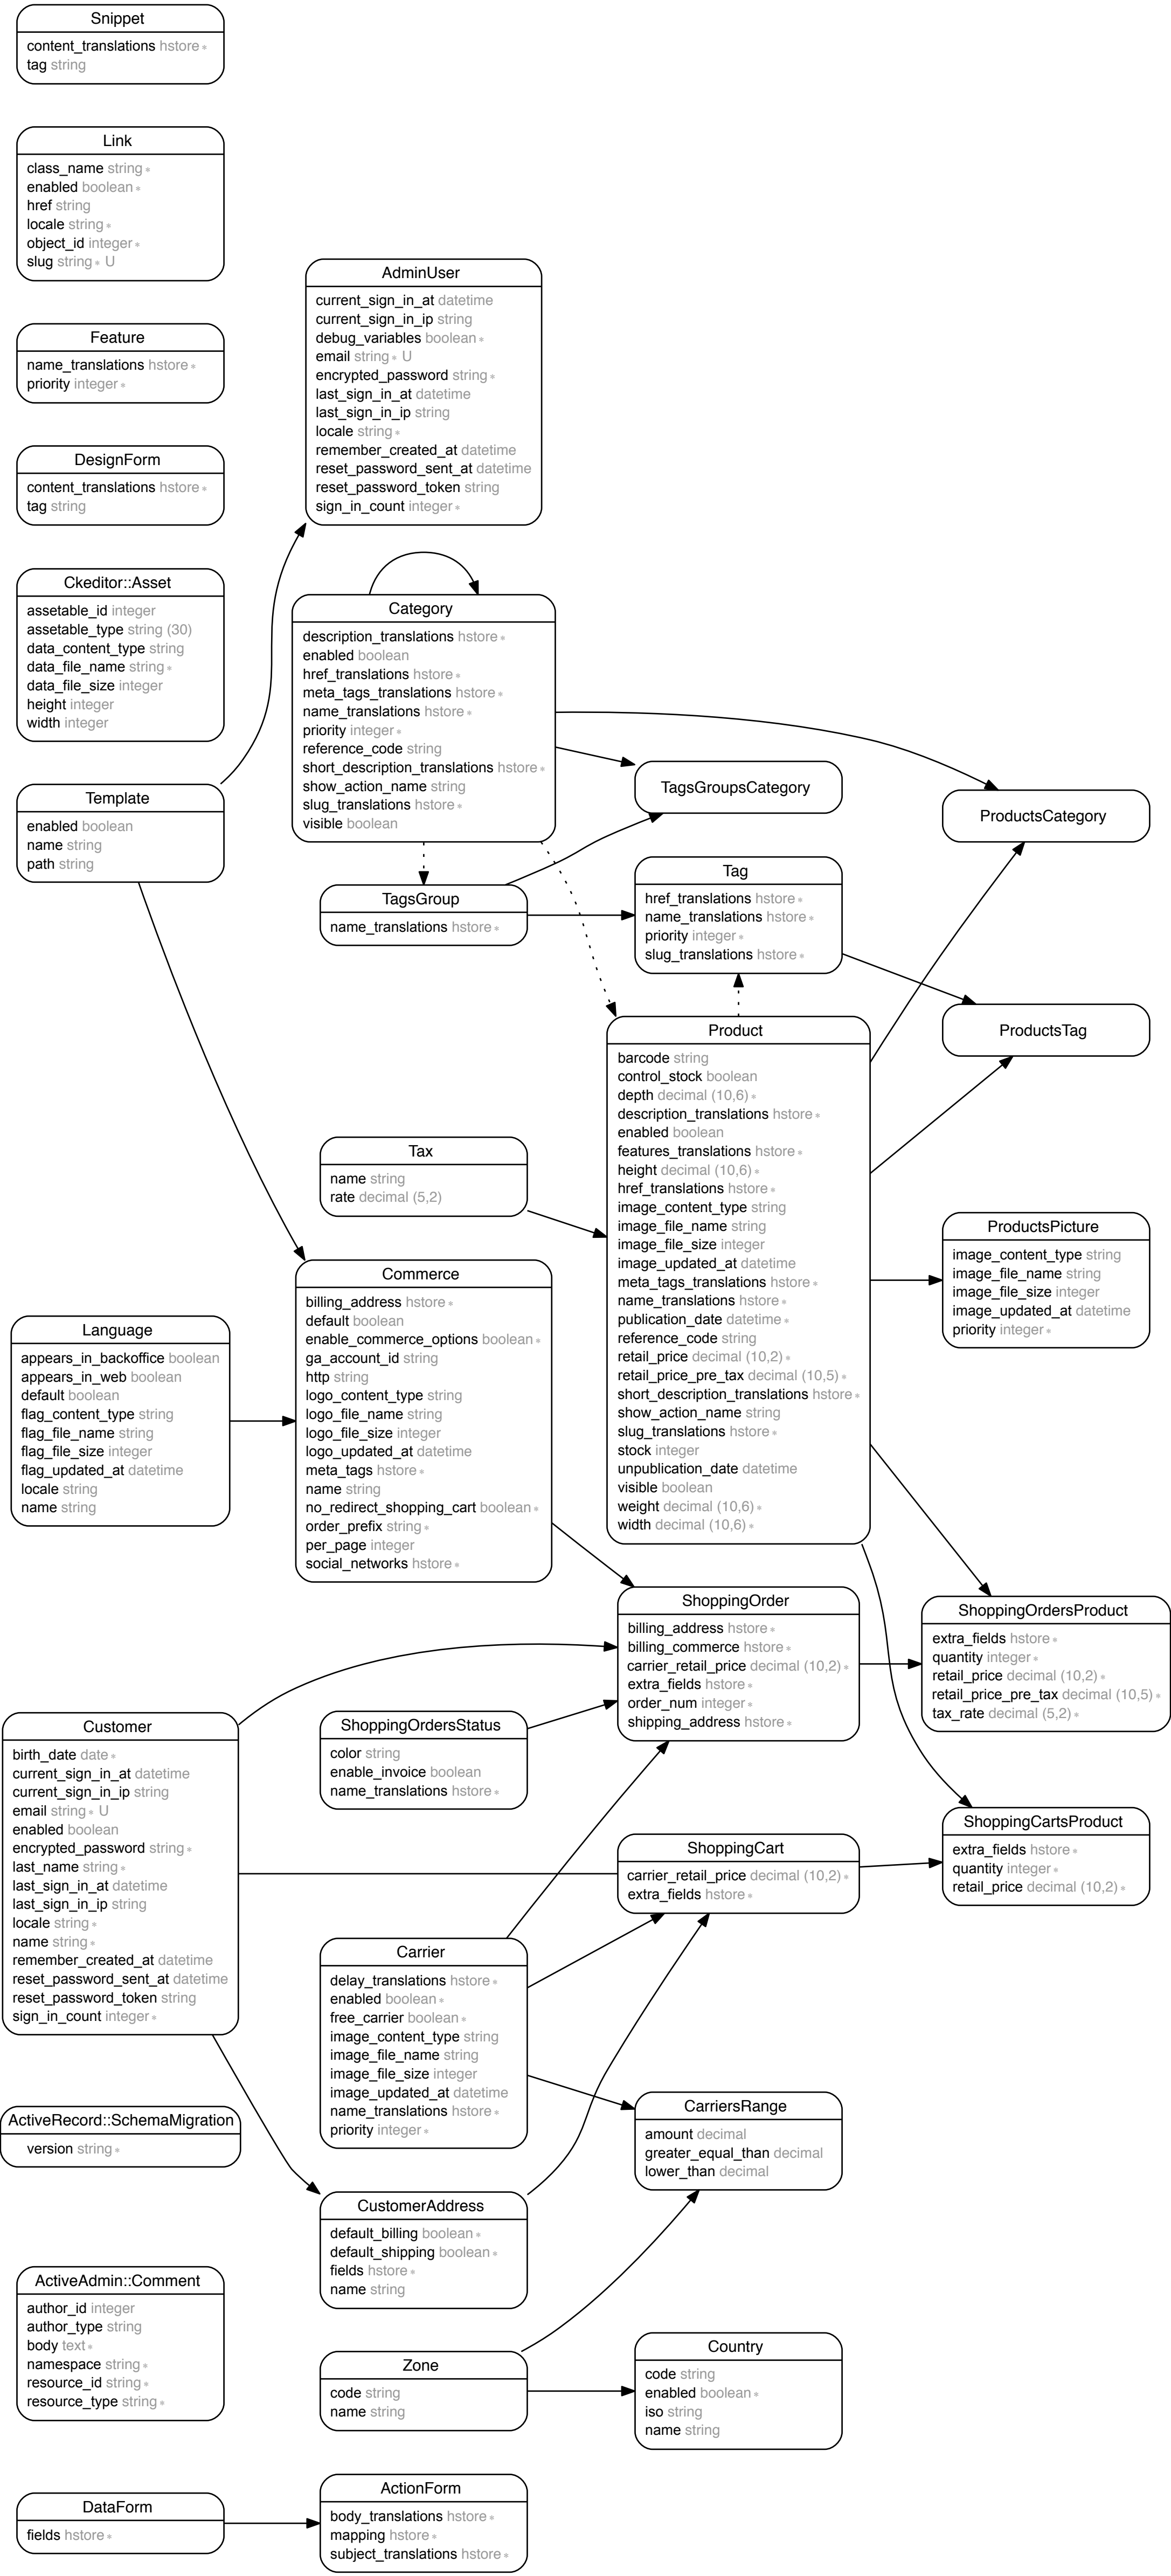 Snippet
content_translations hstore ∗
tag string
Link
class_name string ∗
enabled boolean ∗
href string
locale string ∗
object_id integer ∗
slug string ∗ U
Feature
name_translations hstore ∗
priority integer ∗
DesignForm
content_translations hstore ∗
tag string
Ckeditor::Asset
assetable_id integer
assetable_type string (30)
data_content_type string
data_file_name string ∗
data_file_size integer
height integer
width integer
Template
enabled boolean
name string
path string
Language
appears_in_backoffice boolean
appears_in_web boolean
default boolean
flag_content_type string
flag_file_name string
flag_file_size integer
flag_updated_at datetime
locale string
name string
Customer
birth_date date ∗
current_sign_in_at datetime
current_sign_in_ip string
email string ∗ U
enabled boolean
encrypted_password string ∗
last_name string ∗
last_sign_in_at datetime
last_sign_in_ip string
locale string ∗
name string ∗
remember_created_at datetime
reset_password_sent_at datetime
reset_password_token string
sign_in_count integer ∗
ActiveRecord::SchemaMigration
version string ∗
ActiveAdmin::Comment
author_id integer
author_type string
body text ∗
namespace string ∗
resource_id string ∗
resource_type string ∗
DataForm
fields hstore ∗
AdminUser
current_sign_in_at datetime
current_sign_in_ip string
debug_variables boolean ∗
email string ∗ U
encrypted_password string ∗
last_sign_in_at datetime
last_sign_in_ip string
locale string ∗
remember_created_at datetime
reset_password_sent_at datetime
reset_password_token string
sign_in_count integer ∗
Category
description_translations hstore ∗
enabled boolean
href_translations hstore ∗
meta_tags_translations hstore ∗
name_translations hstore ∗
priority integer ∗
reference_code string
short_description_translations hstore ∗
show_action_name string
slug_translations hstore ∗
visible boolean
TagsGroup
name_translations hstore ∗
Tax
name string
rate decimal (5,2)
Commerce
billing_address hstore ∗
default boolean
enable_commerce_options boolean ∗
ga_account_id string
http string
logo_content_type string
logo_file_name string
logo_file_size integer
logo_updated_at datetime
meta_tags hstore ∗
name string
no_redirect_shopping_cart boolean ∗
order_prefix string ∗
per_page integer
social_networks hstore ∗
ShoppingOrdersStatus
color string
enable_invoice boolean
name_translations hstore ∗
Carrier
delay_translations hstore ∗
enabled boolean ∗
free_carrier boolean ∗
image_content_type string
image_file_name string
image_file_size integer
image_updated_at datetime
name_translations hstore ∗
priority integer ∗
CustomerAddress
default_billing boolean ∗
default_shipping boolean ∗
fields hstore ∗
name string
Zone
code string
name string
ActionForm
body_translations hstore ∗
mapping hstore ∗
subject_translations hstore ∗
TagsGroupsCategory
Tag
href_translations hstore ∗
name_translations hstore ∗
priority integer ∗
slug_translations hstore ∗
Product
barcode string
control_stock boolean
depth decimal (10,6) ∗
description_translations hstore ∗
enabled boolean
features_translations hstore ∗
height decimal (10,6) ∗
href_translations hstore ∗
image_content_type string
image_file_name string
image_file_size integer
image_updated_at datetime
meta_tags_translations hstore ∗
name_translations hstore ∗
publication_date datetime ∗
reference_code string
retail_price decimal (10,2) ∗
retail_price_pre_tax decimal (10,5) ∗
short_description_translations hstore ∗
show_action_name string
slug_translations hstore ∗
stock integer
unpublication_date datetime
visible boolean
weight decimal (10,6) ∗
width decimal (10,6) ∗
ShoppingOrder
billing_address hstore ∗
billing_commerce hstore ∗
carrier_retail_price decimal (10,2) ∗
extra_fields hstore ∗
order_num integer ∗
shipping_address hstore ∗
ShoppingCart
carrier_retail_price decimal (10,2) ∗
extra_fields hstore ∗
CarriersRange
amount decimal
greater_equal_than decimal
lower_than decimal
Country
code string
enabled boolean ∗
iso string
name string
ProductsCategory
ProductsTag
ProductsPicture
image_content_type string
image_file_name string
image_file_size integer
image_updated_at datetime
priority integer ∗
ShoppingOrdersProduct
extra_fields hstore ∗
quantity integer ∗
retail_price decimal (10,2) ∗
retail_price_pre_tax decimal (10,5) ∗
tax_rate decimal (5,2) ∗
ShoppingCartsProduct
extra_fields hstore ∗
quantity integer ∗
retail_price decimal (10,2) ∗